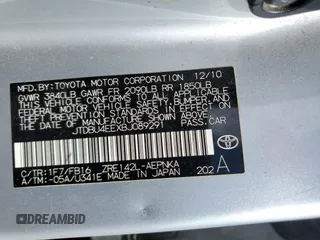 MFD BY: TOYOTA MOTOR CORPORATION 12/10
GVWR 3840LB GAWR FR 2090LB RR 1850LB
THIS VEHICLE CONFORMS TO ALL APPLICABLE
FEDERAL MOTOR VEHICLE SAFETY, BUMPER, AND
THEFT PREVENTION STANDARDS IN EFFECT ON
THE DATE OF MANUFACTURE SHOWN ABOVE.
JTDBU4EEXBJ089291 PASS. CAR
C/TR:1F7/FB16 ZRE142L-AEPNKA
A/TM:-05A/U341E MADE IN JAPAN 202 A